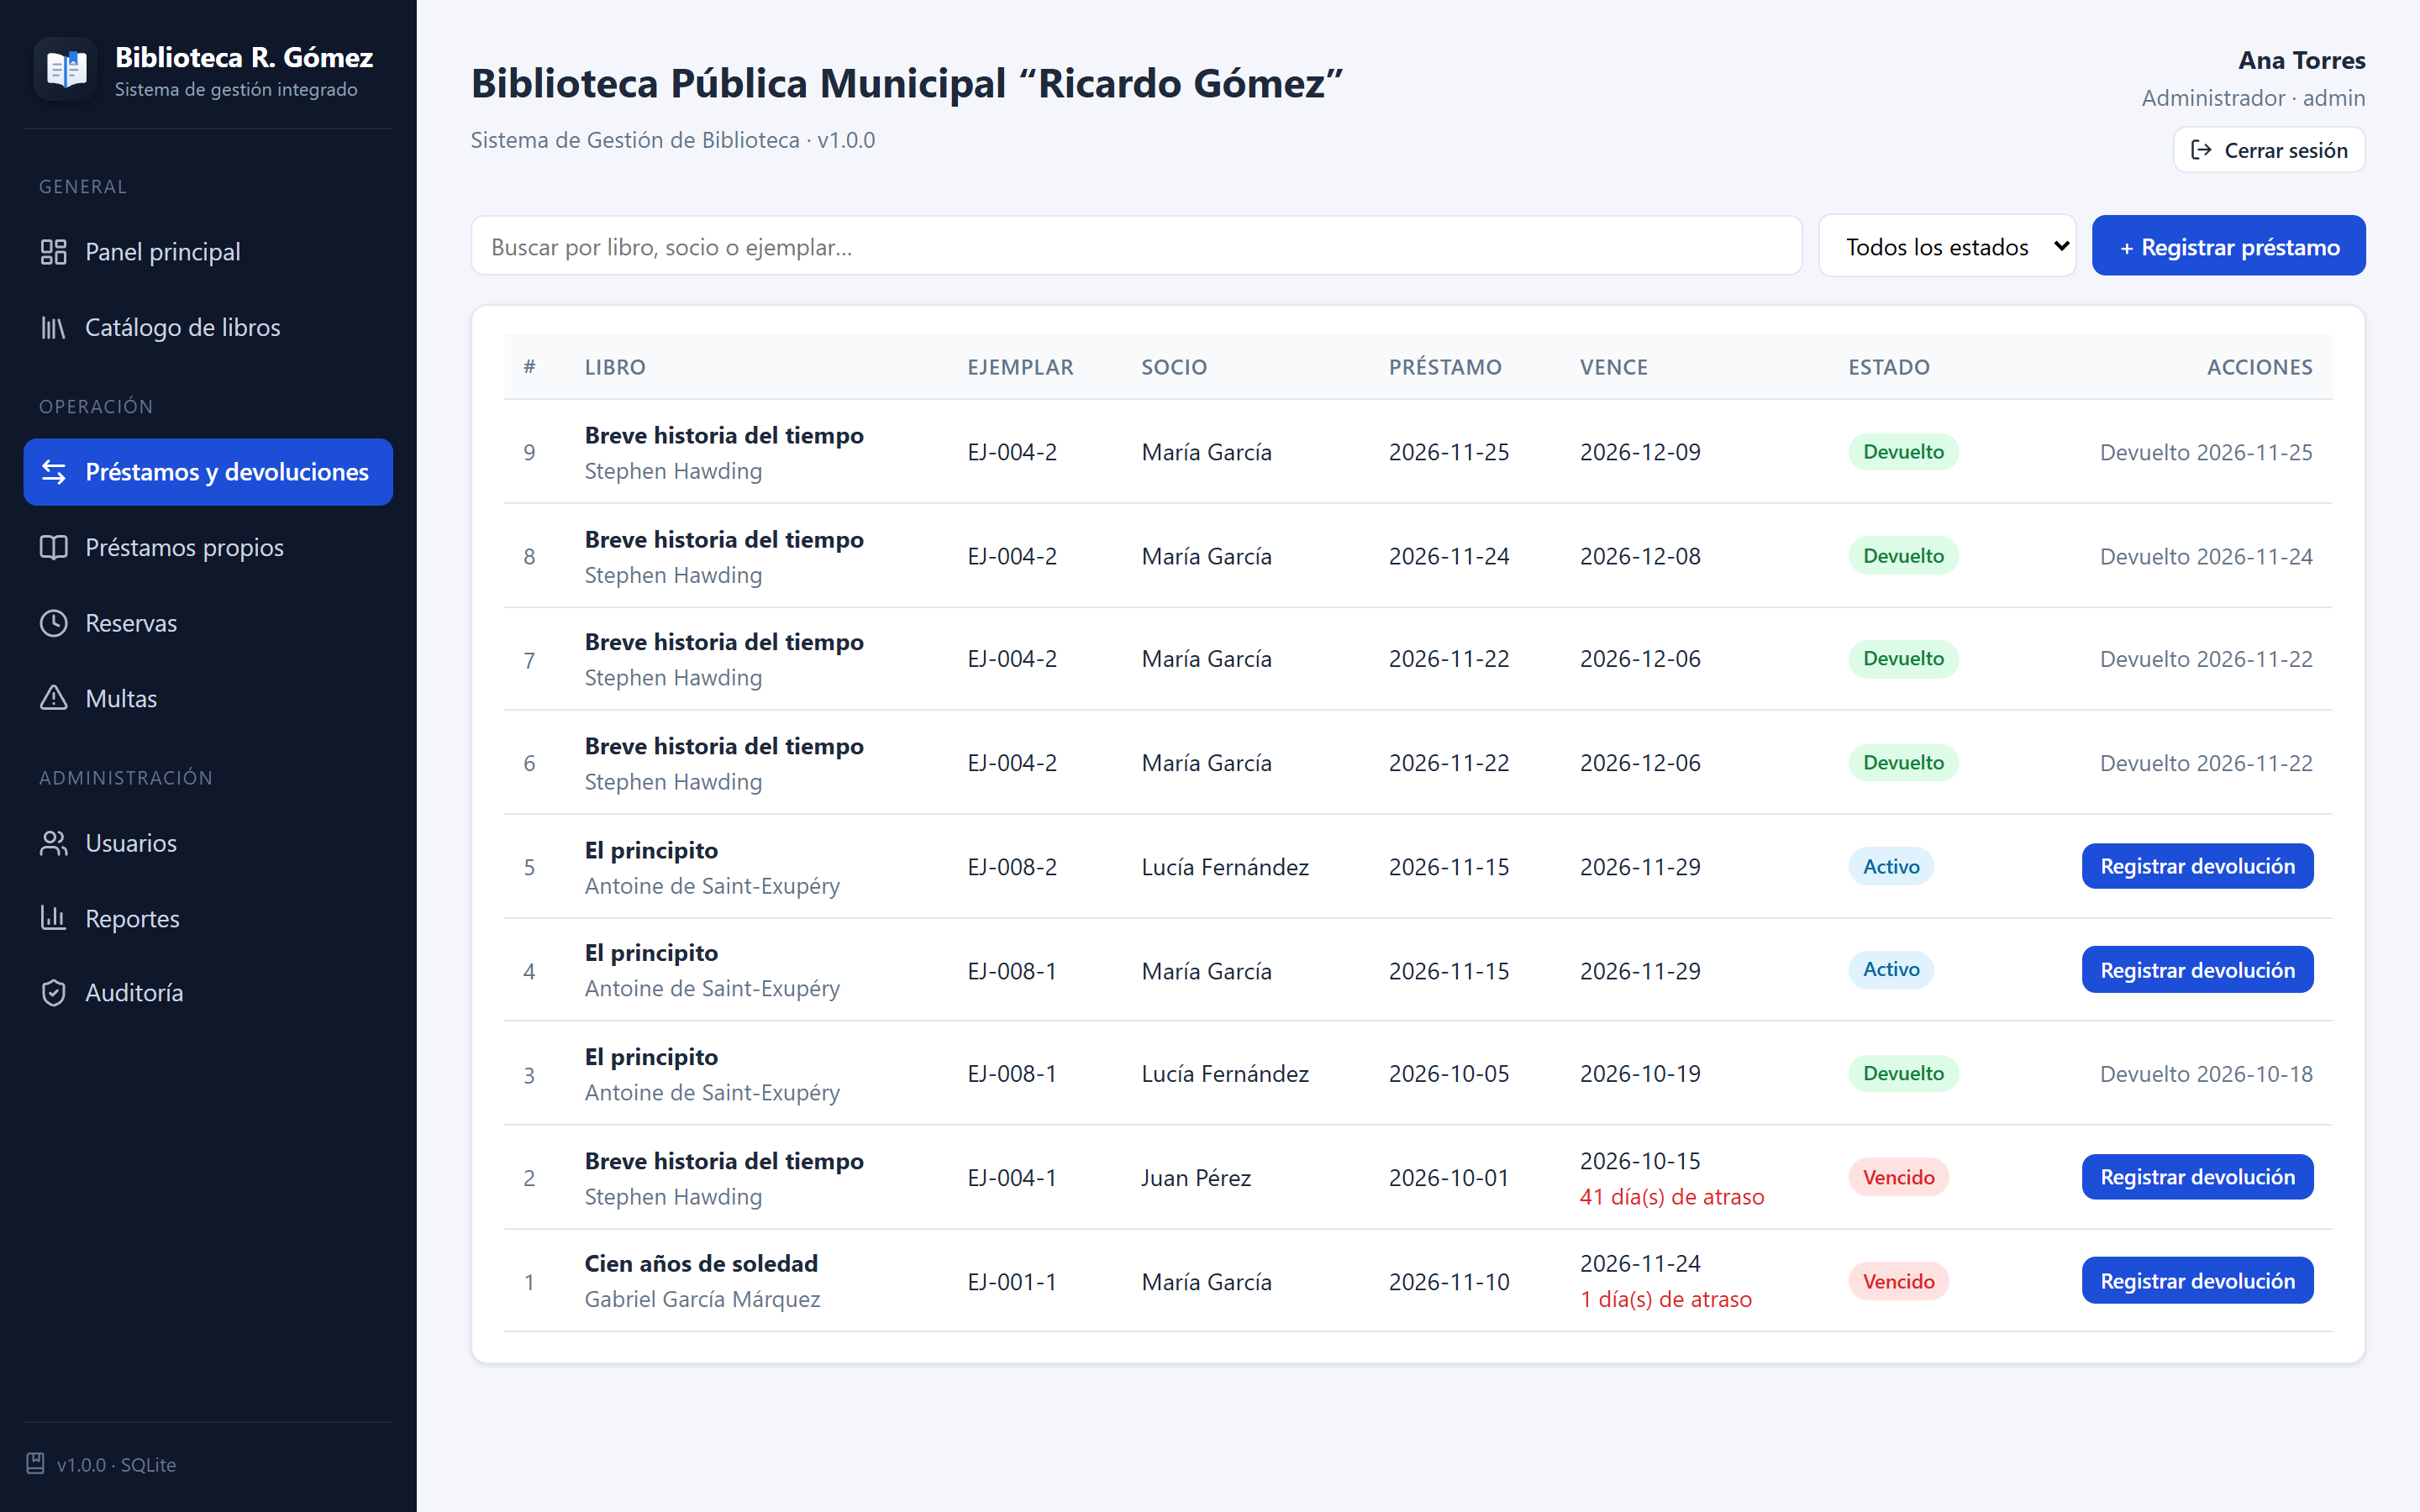 Biblioteca R. Gómez
Sistema de gestión integrado
GENERAL
Panel principal
Catálogo de libros
OPERACIÓN
Préstamos y devoluciones
Préstamos propios
Reservas
Multas
ADMINISTRACIÓN
Usuarios
Reportes
Auditoría
v1.0.0 · SQLite
Biblioteca Pública Municipal “Ricardo Gómez”
Sistema de Gestión de Biblioteca · v1.0.0
Ana Torres
Administrador · admin
Cerrar sesión
Buscar por libro, socio o ejemplar...
Todos los estados
+ Registrar préstamo
# LIBRO EJEMPLAR SOCIO PRÉSTAMO VENCE ESTADO ACCIONES
9 Breve historia del tiempo EJ-004-2 María García 2026-11-25 2026-12-09 Devuelto Devuelto 2026-11-25
Stephen Hawding
8 Breve historia del tiempo EJ-004-2 María García 2026-11-24 2026-12-08 Devuelto Devuelto 2026-11-24
Stephen Hawding
7 Breve historia del tiempo EJ-004-2 María García 2026-11-22 2026-12-06 Devuelto Devuelto 2026-11-22
Stephen Hawding
6 Breve historia del tiempo EJ-004-2 María García 2026-11-22 2026-12-06 Devuelto Devuelto 2026-11-22
Stephen Hawding
5 El principito EJ-008-2 Lucía Fernández 2026-11-15 2026-11-29 Activo Registrar devolución
Antoine de Saint-Exupéry
4 El principito EJ-008-1 María García 2026-11-15 2026-11-29 Activo Registrar devolución
Antoine de Saint-Exupéry
3 El principito EJ-008-1 Lucía Fernández 2026-10-05 2026-10-19 Devuelto Devuelto 2026-10-18
Antoine de Saint-Exupéry
2 Breve historia del tiempo EJ-004-1 Juan Pérez 2026-10-01 2026-10-15 Vencido Registrar devolución
Stephen Hawding 41 día(s) de atraso
1 Cien años de soledad EJ-001-1 María García 2026-11-10 2026-11-24 Vencido Registrar devolución
Gabriel García Márquez 1 día(s) de atraso